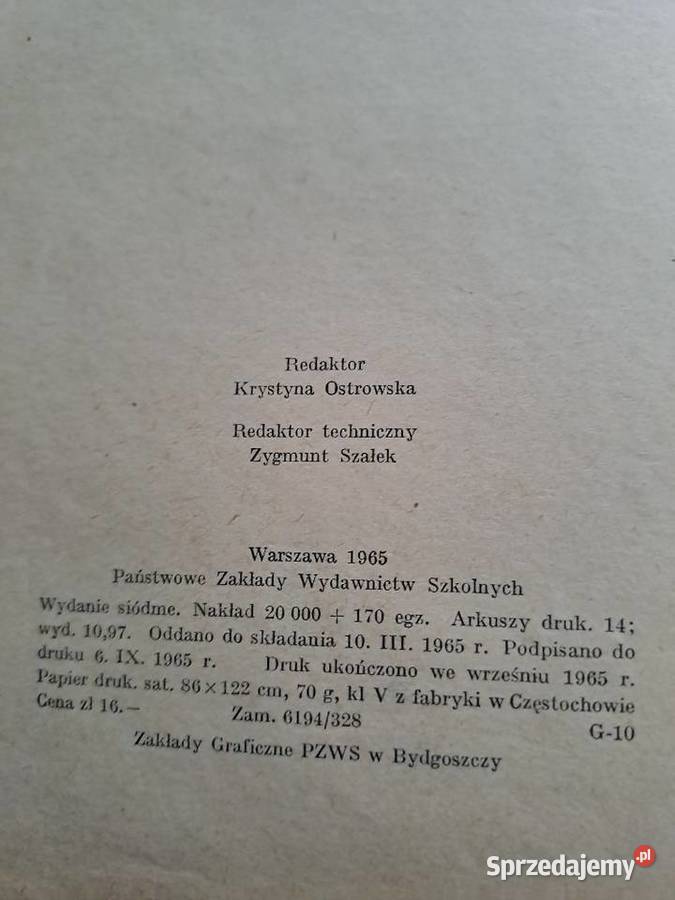 Redaktor
Krystyna Ostrowska
Redaktor techniczny
Zygmunt Szałek
Warszawa 1965
Państwowe Zakłady Wydawnictw Szkolnych
Wydanie siódme. Nakład 20 000 + 170 egz. Arkuszy druk. 14;
wyd. 10,97. Oddano do składania 10. III. 1965 r. Podpisano do
druku 6. IX. 1965 r. Druk ukończono we wrześniu 1965 r.
Papier druk. sat. 86×122 cm, 70 g, kl V z fabryki w Częstochowie
Cena zł 16.— Zam. 6194/328 G-10
Zakłady Graficzne PZWS w Bydgoszczy
Sprzedajemy.pl